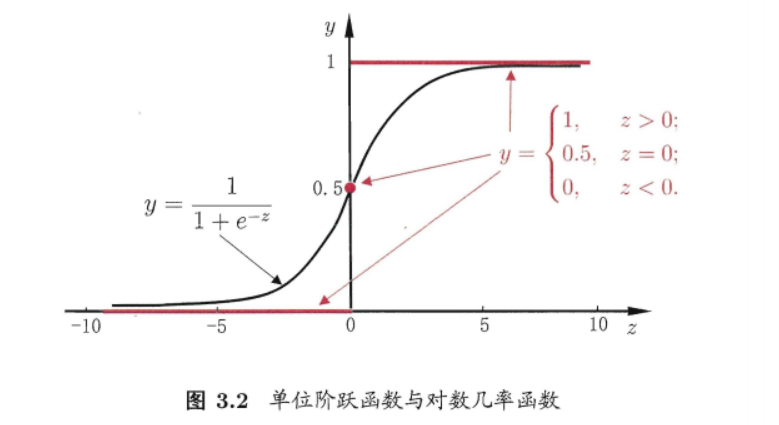 y
1
0.5
y = \frac{1}{1 + e^{-z}}
y = \begin{cases} 1, & z > 0; \\ 0.5, & z = 0; \\ 0, & z < 0. \end{cases}
-10 -5 0 5 10 z
图 3.2 单位阶跃函数与对数几率函数